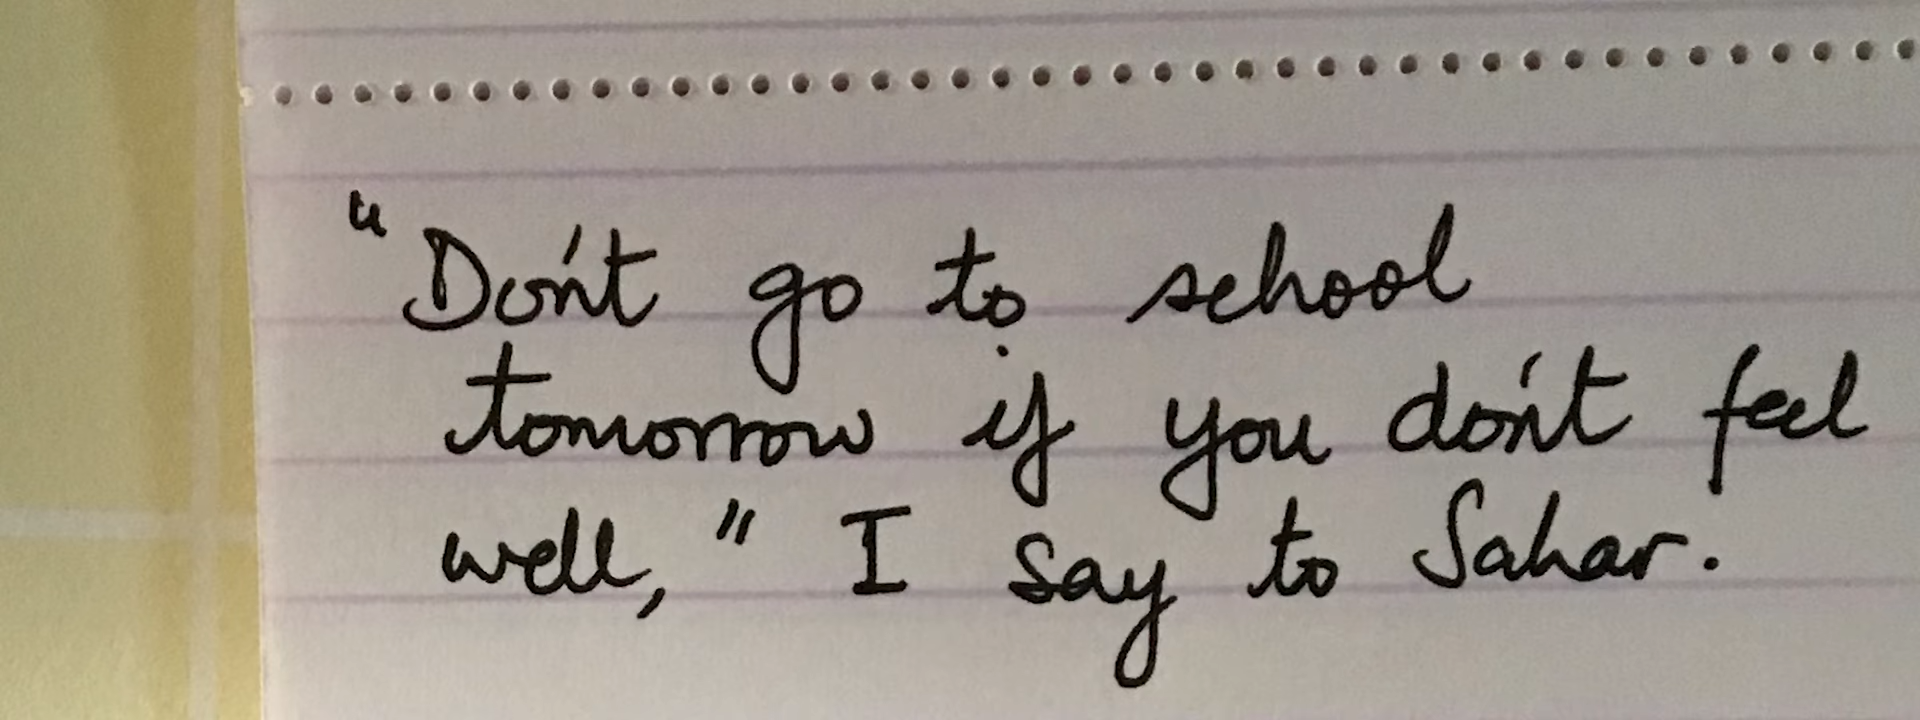 "Don't go to school
tomorrow if you don't feel
well," I say to Sahar.